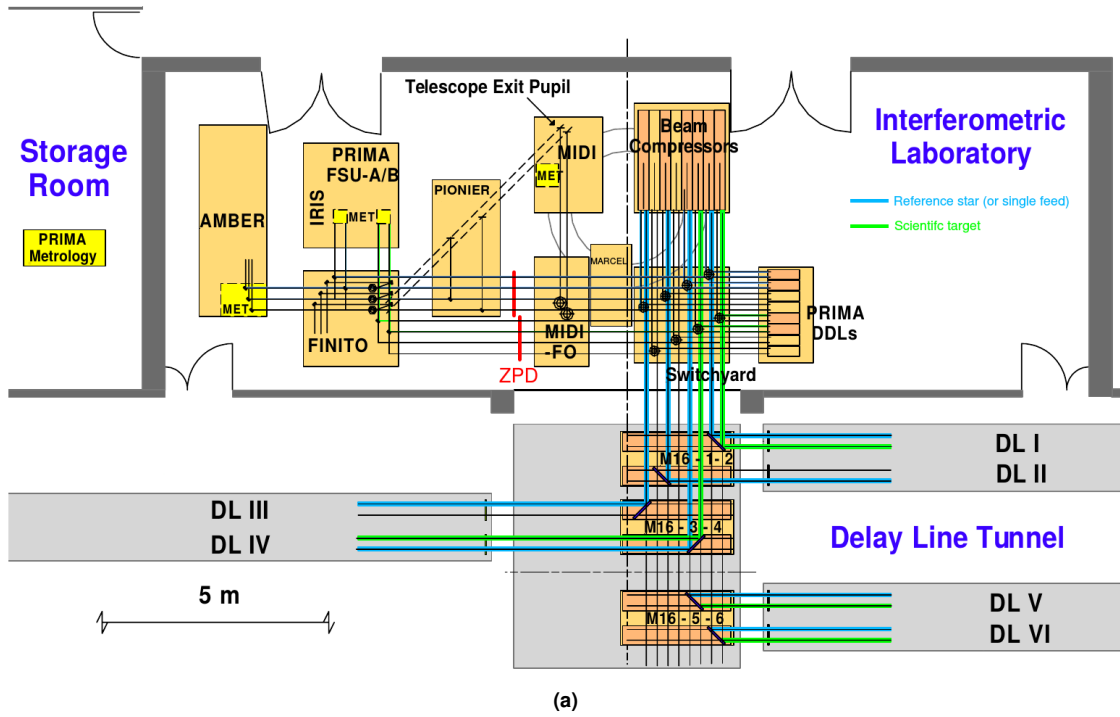 Telescope Exit Pupil
Storage
Room
PRIMA
Metrology
AMBER
MET
IRIS
PRIMA
FSU-A/B
MET
FINITO
PIONIER
MIDI
MET
MARCEL
MIDI
-FO
ZPD
Beam
Compressors
Switchyard
PRIMA
DDLs
Interferometric
Laboratory
Reference star (or single feed)
Scientifc target
M16 - 1- 2
DL I
DL II
DL III
DL IV
M16 - 3 - 4
Delay Line Tunnel
5 m
M16 - 5 - 6
DL V
DL VI
(a)